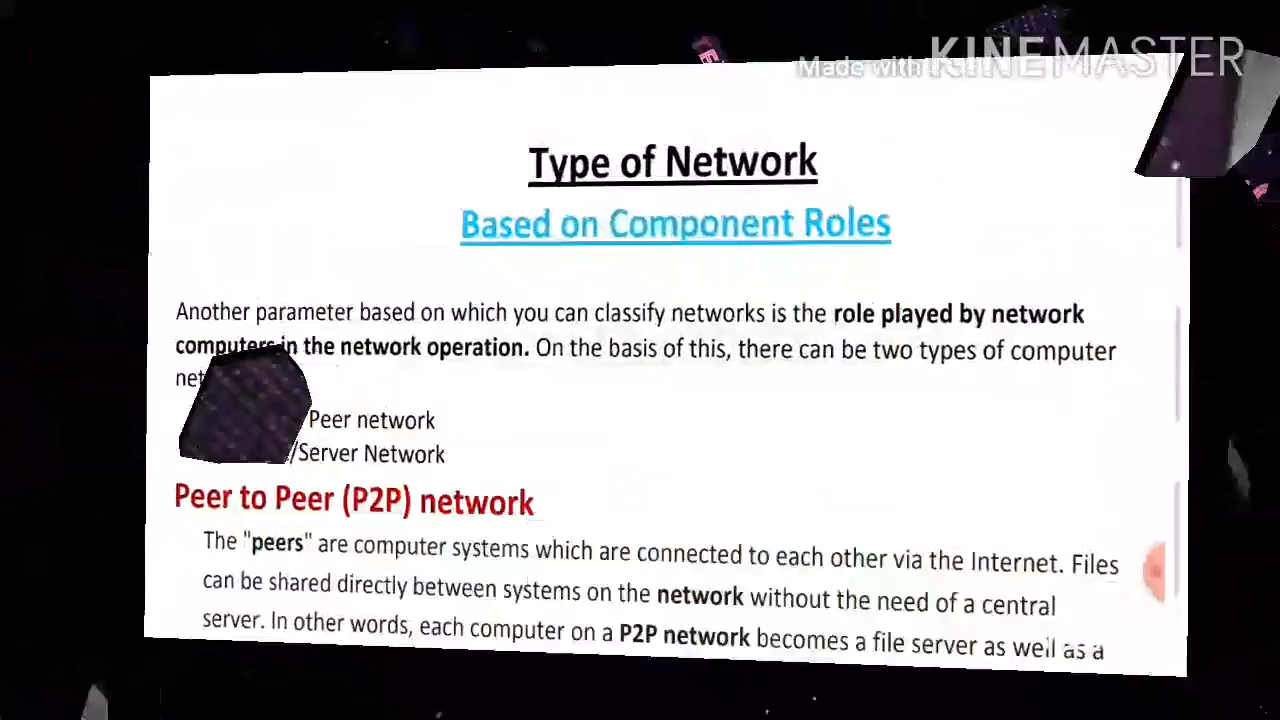 Made with KINEMASTER
Type of Network
Based on Component Roles
Another parameter based on which you can classify networks is the role played by network
computers in the network operation. On the basis of this, there can be two types of computer
net
Peer network
/Server Network
Peer to Peer (P2P) network
The "peers" are computer systems which are connected to each other via the Internet. Files
can be shared directly between systems on the network without the need of a central
server. In other words, each computer on a P2P network becomes a file server as well as a